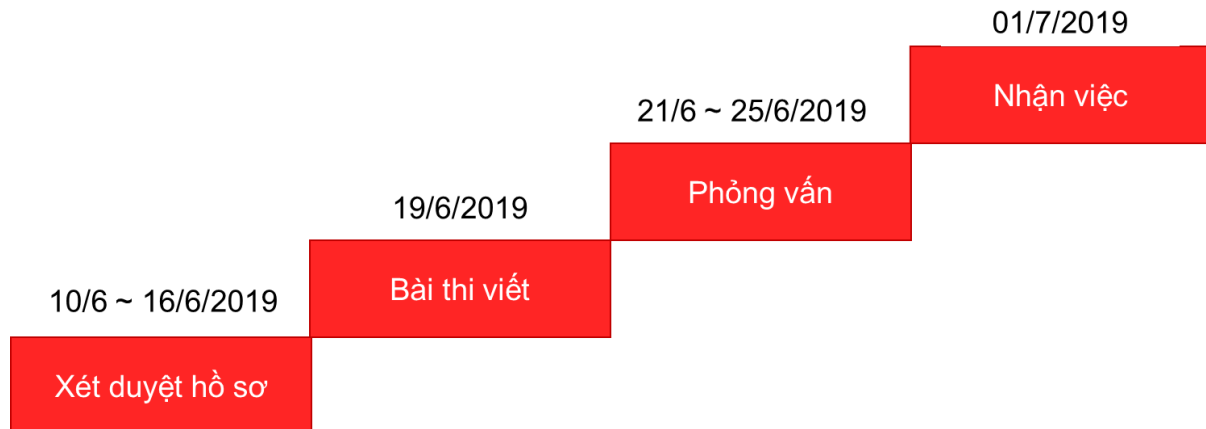 10/6 ~ 16/6/2019
Xét duyệt hồ sơ
19/6/2019
Bài thi viết
21/6 ~ 25/6/2019
Phỏng vấn
01/7/2019
Nhận việc